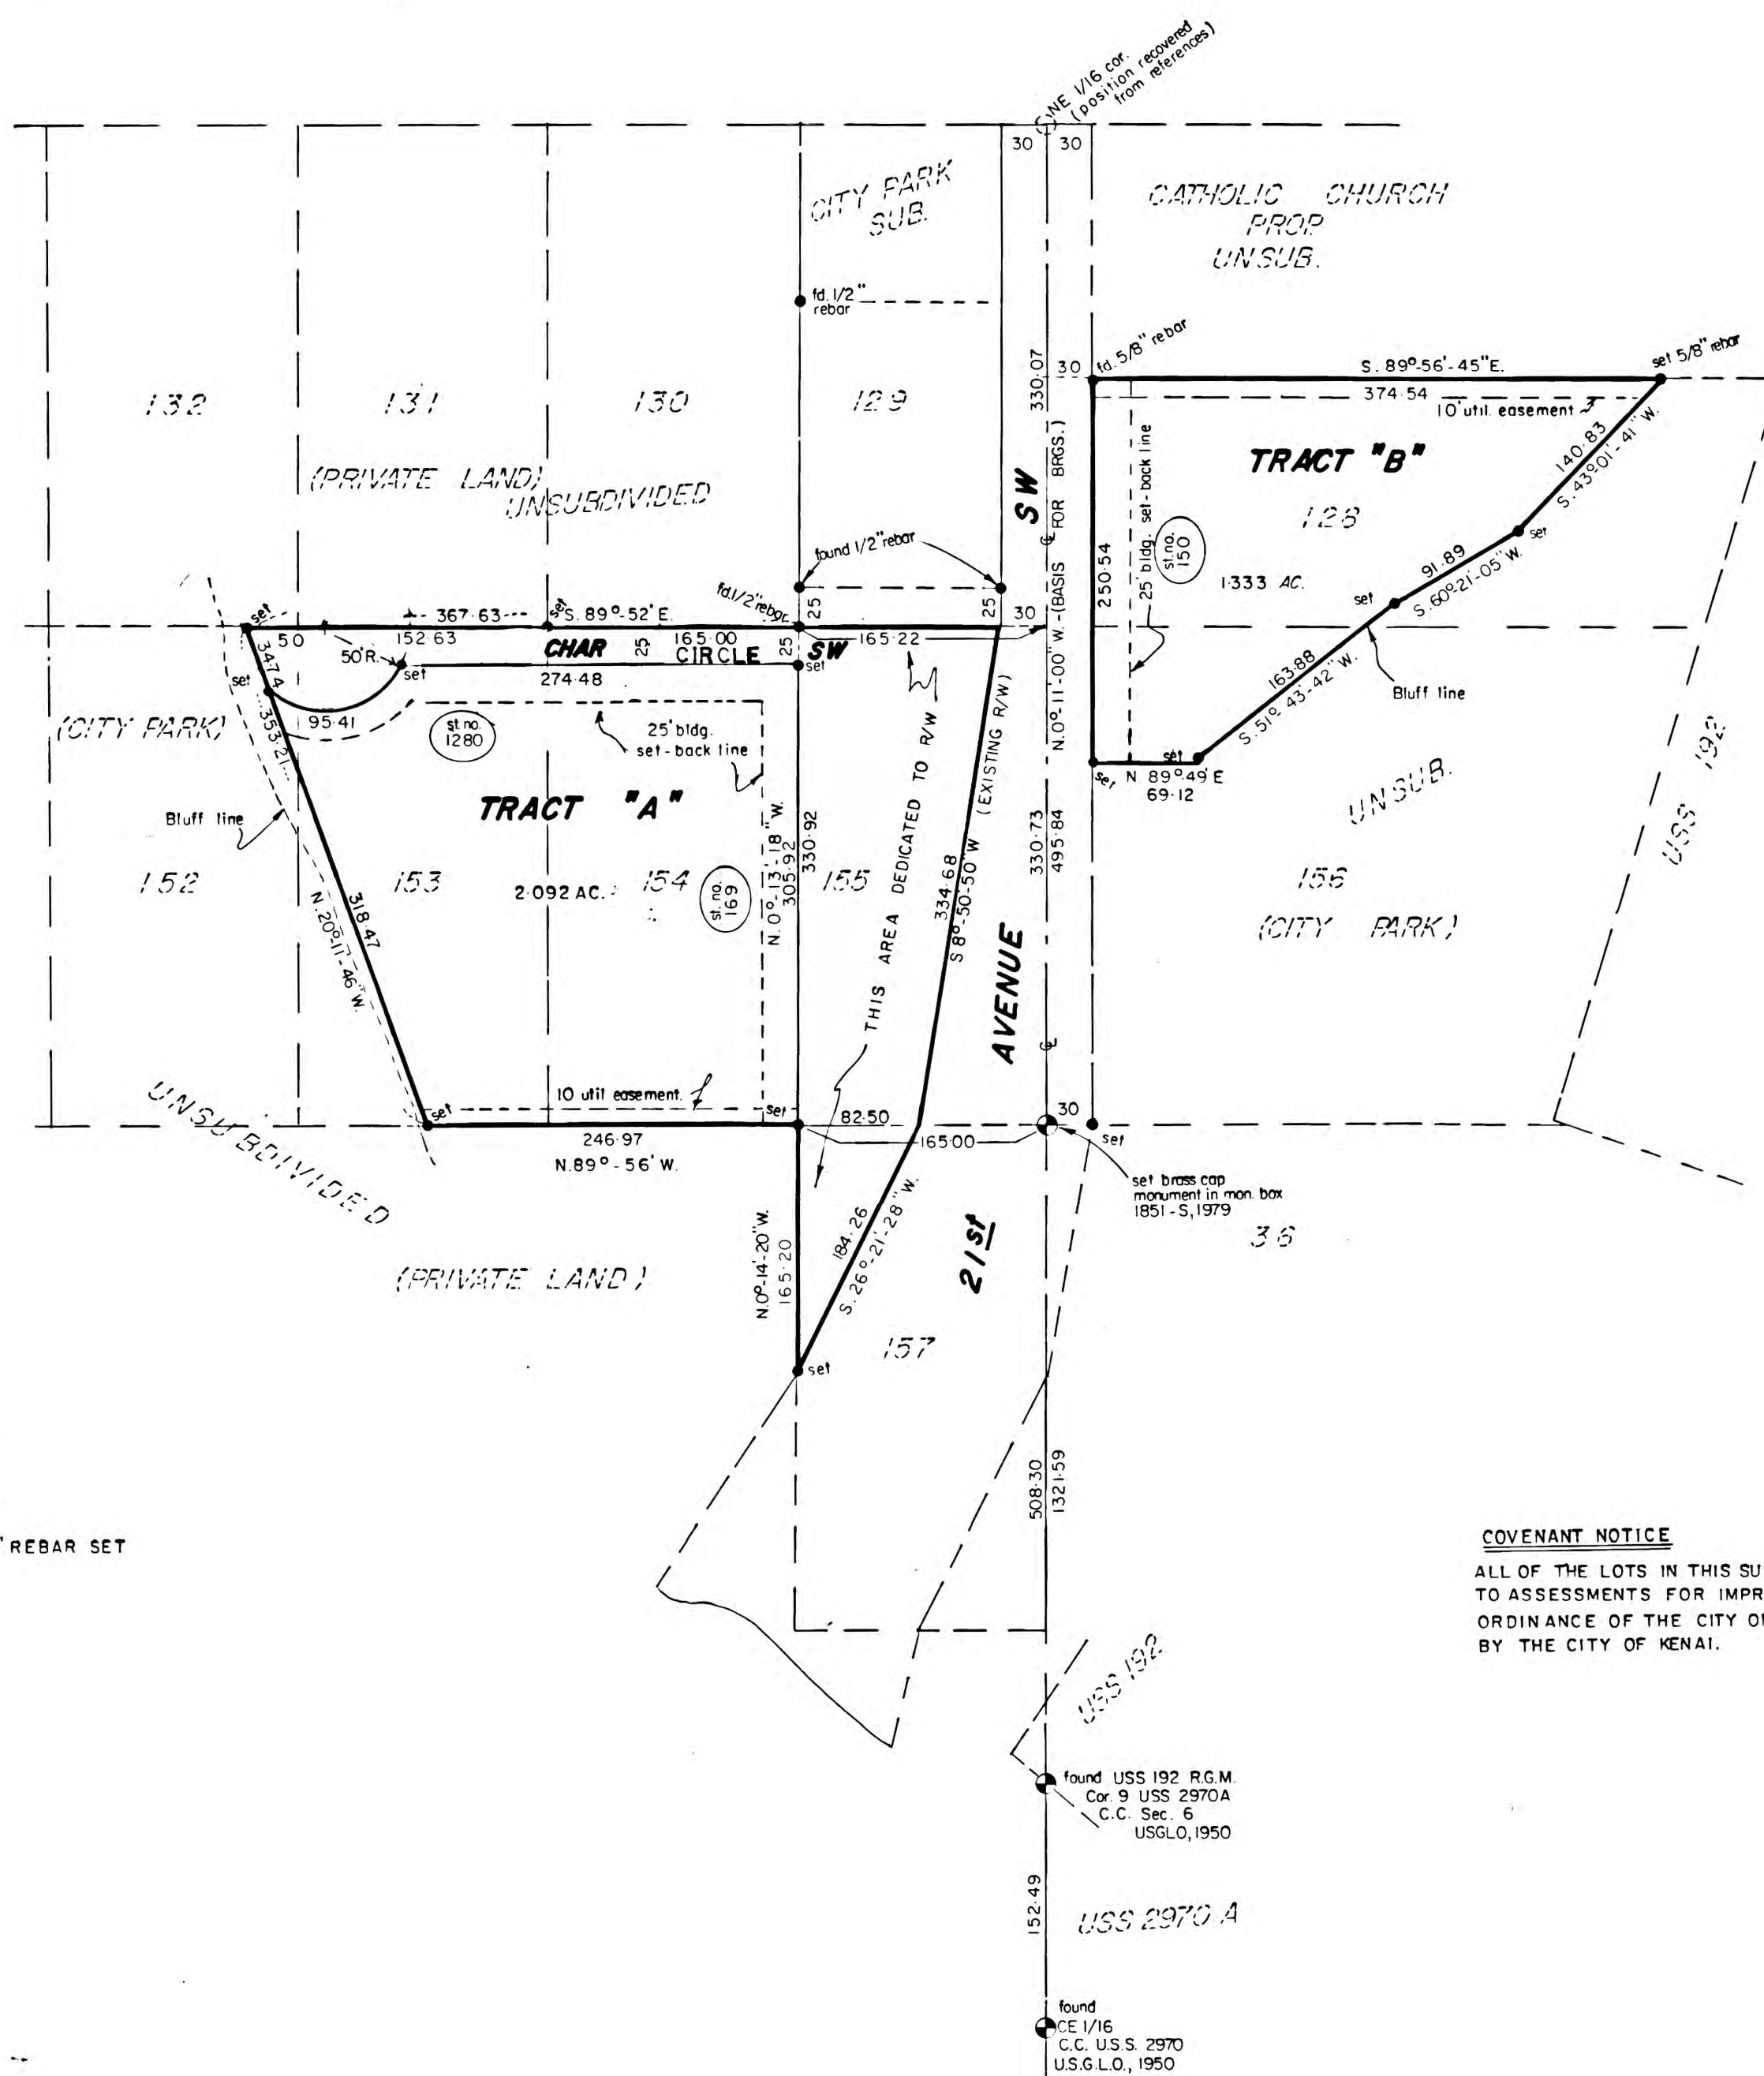 NE 1/16 cor.
(position recovered
from references)
30
30
CITY PARK
SUB.
CATHOLIC CHURCH
PROP.
UNSUB.
fd. 1/2"
rebar
330.07
30
fd. 5/8" rebar
S. 89°-56'-45"E.
374.54
set 5/8" rebar
10' util. easement
132
131
130
129
TRACT "B"
128
140.83
S. 43°-01'-41"W.
(PRIVATE LAND)
UNSUBDIVIDED
SW
N.0°-11'-00"W.-(BASIS FOR BRGS.)
℄
250.54
25' bldg. set-back line
st. no.
150
1.333 AC.
set
91.89
S. 60°-21'-05"W.
set
163.88
S. 51°-43'-42"W.
Bluff line
found 1/2" rebar
25
25
fd.1/2" rebar
set
367.63
set
S. 89°-52' E.
30
50
152.63
165.00
165.22
50' R.
CHAR
25
CIRCLE
25
SW
set
34.74
set
set
274.48
95.41
353.21
(CITY PARK)
st. no.
1280
25' bldg.
set-back line
set
set
N 89°-49' E
69.12
Bluff line
TRACT "A"
N.0°-13'-18"W.
305.92
330.92
THIS AREA DEDICATED TO R/W
(EXISTING R/W)
334.68
S 8°-50'-50"W
330.73
495.84
UNSUB.
USS 192
152
153
2.092 AC.
154
st. no.
169
155
156
(CITY PARK)
318.47
N. 20°-11'-46"W.
AVENUE
℄
UNSUBDIVIDED
set
10 util easement.
set
82.50
30
246.97
N.89°-56' W.
165.00
set
set brass cap
monument in mon. box
1851-S, 1979
36
(PRIVATE LAND)
N.0°-14'-20"W.
165.20
184.26
S. 26°-21'-28"W.
21st
set
157
508.30
1321.59
REBAR SET
COVENANT NOTICE
ALL OF THE LOTS IN THIS SU
TO ASSESSMENTS FOR IMPR
ORDINANCE OF THE CITY O
BY THE CITY OF KENAI.
USS 192
found USS 192 R.G.M.
Cor. 9 USS 2970A
C.C. Sec. 6
USGLO, 1950
152.49
USS 2970 A
found
CE 1/16
C.C. U.S.S. 2970
U.S.G.L.O., 1950